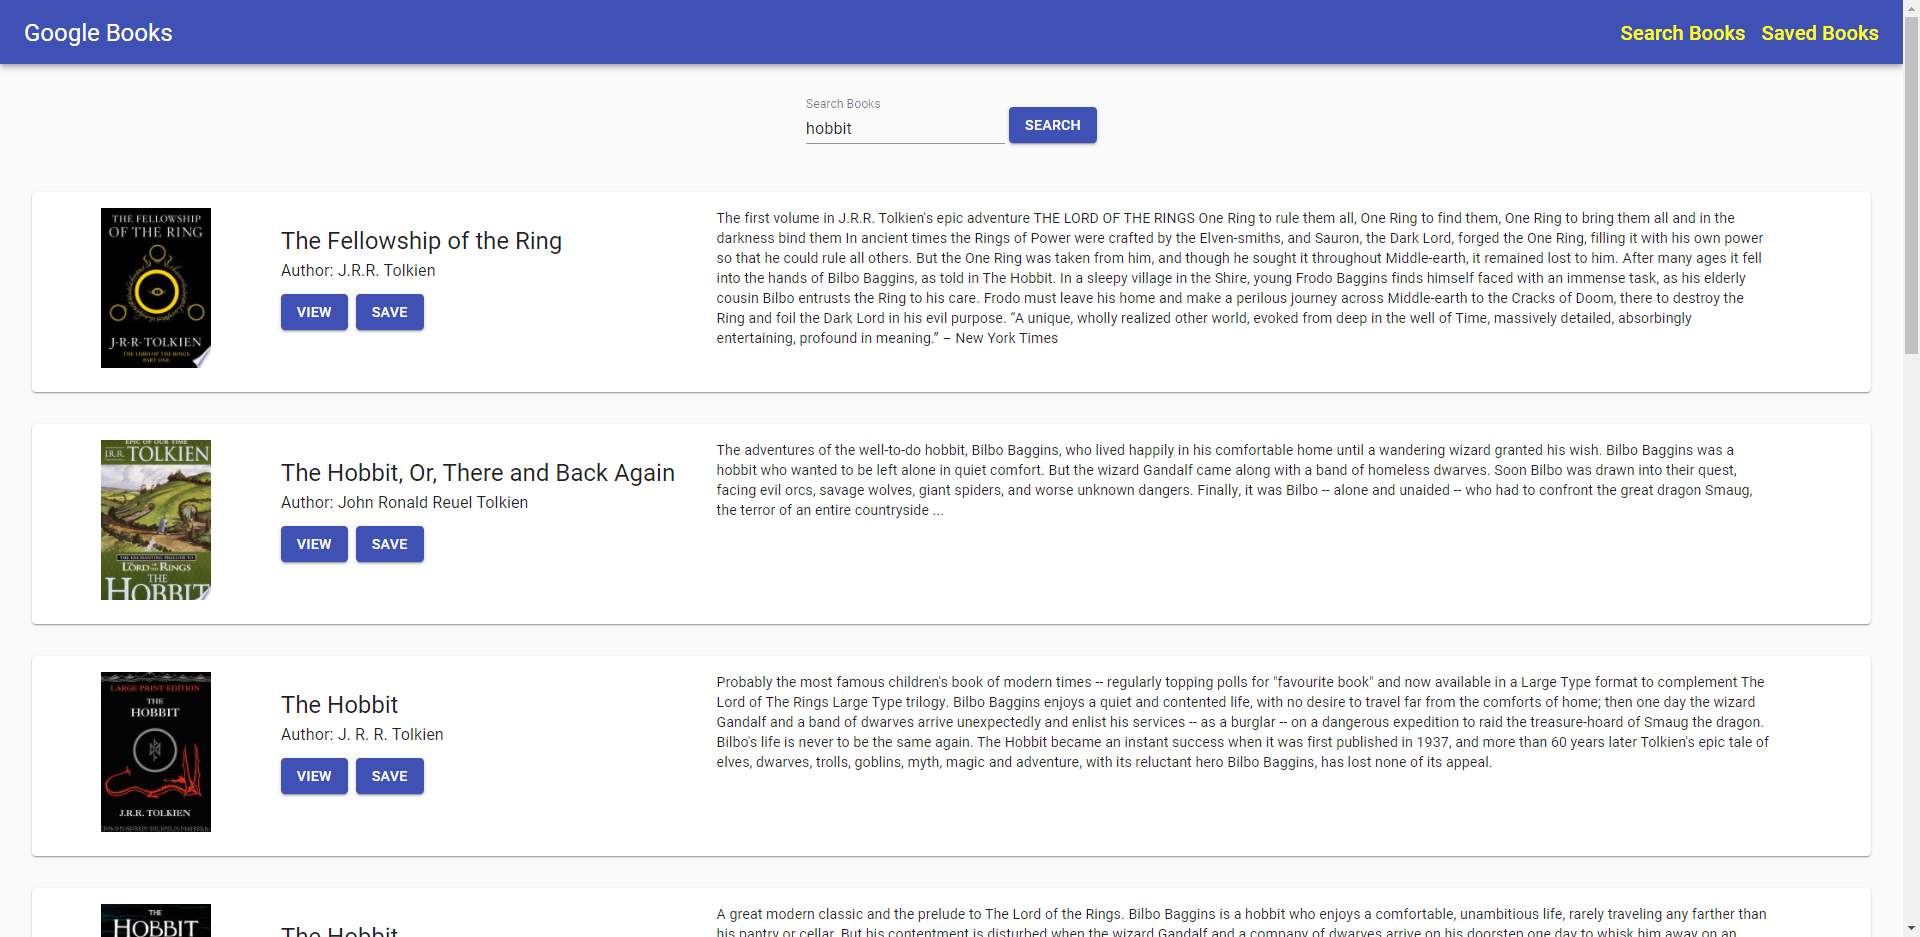 Google Books
Search Books Saved Books
Search Books
hobbit
SEARCH
THE FELLOWSHIP
OF THE RING
J·R·R·TOLKIEN
THE LORD OF THE RINGS
PART ONE
The Fellowship of the Ring
Author: J.R.R. Tolkien
VIEW SAVE
The first volume in J.R.R. Tolkien's epic adventure THE LORD OF THE RINGS One Ring to rule them all, One Ring to find them, One Ring to bring them all and in the
darkness bind them In ancient times the Rings of Power were crafted by the Elven-smiths, and Sauron, the Dark Lord, forged the One Ring, filling it with his own power
so that he could rule all others. But the One Ring was taken from him, and though he sought it throughout Middle-earth, it remained lost to him. After many ages it fell
into the hands of Bilbo Baggins, as told in The Hobbit. In a sleepy village in the Shire, young Frodo Baggins finds himself faced with an immense task, as his elderly
cousin Bilbo entrusts the Ring to his care. Frodo must leave his home and make a perilous journey across Middle-earth to the Cracks of Doom, there to destroy the
Ring and foil the Dark Lord in his evil purpose. “A unique, wholly realized other world, evoked from deep in the well of Time, massively detailed, absorbingly
entertaining, profound in meaning.” – New York Times
EPIC OF OUR TIME
J.R.R. TOLKIEN
THE ENCHANTING PRELUDE TO
THE LORD OF THE RINGS
THE
HOBBIT
The Hobbit, Or, There and Back Again
Author: John Ronald Reuel Tolkien
VIEW SAVE
The adventures of the well-to-do hobbit, Bilbo Baggins, who lived happily in his comfortable home until a wandering wizard granted his wish. Bilbo Baggins was a
hobbit who wanted to be left alone in quiet comfort. But the wizard Gandalf came along with a band of homeless dwarves. Soon Bilbo was drawn into their quest,
facing evil orcs, savage wolves, giant spiders, and worse unknown dangers. Finally, it was Bilbo -- alone and unaided -- who had to confront the great dragon Smaug,
the terror of an entire countryside ...
LARGE PRINT EDITION
THE
HOBBIT
J.R.R. TOLKIEN
The Hobbit
Author: J. R. R. Tolkien
VIEW SAVE
Probably the most famous children's book of modern times -- regularly topping polls for "favourite book" and now available in a Large Type format to complement The
Lord of The Rings Large Type trilogy. Bilbo Baggins enjoys a quiet and contented life, with no desire to travel far from the comforts of home; then one day the wizard
Gandalf and a band of dwarves arrive unexpectedly and enlist his services -- as a burglar -- on a dangerous expedition to raid the treasure-hoard of Smaug the dragon.
Bilbo's life is never to be the same again. The Hobbit became an instant success when it was first published in 1937, and more than 60 years later Tolkien's epic tale of
elves, dwarves, trolls, goblins, myth, magic and adventure, with its reluctant hero Bilbo Baggins, has lost none of its appeal.
THE
HOBBIT
The Hobbit
A great modern classic and the prelude to The Lord of the Rings. Bilbo Baggins is a hobbit who enjoys a comfortable, unambitious life, rarely traveling any farther than
his pantry or cellar. But his contentment is disturbed when the wizard Gandalf and a company of dwarves arrive on his doorstep one day to whisk him away on an